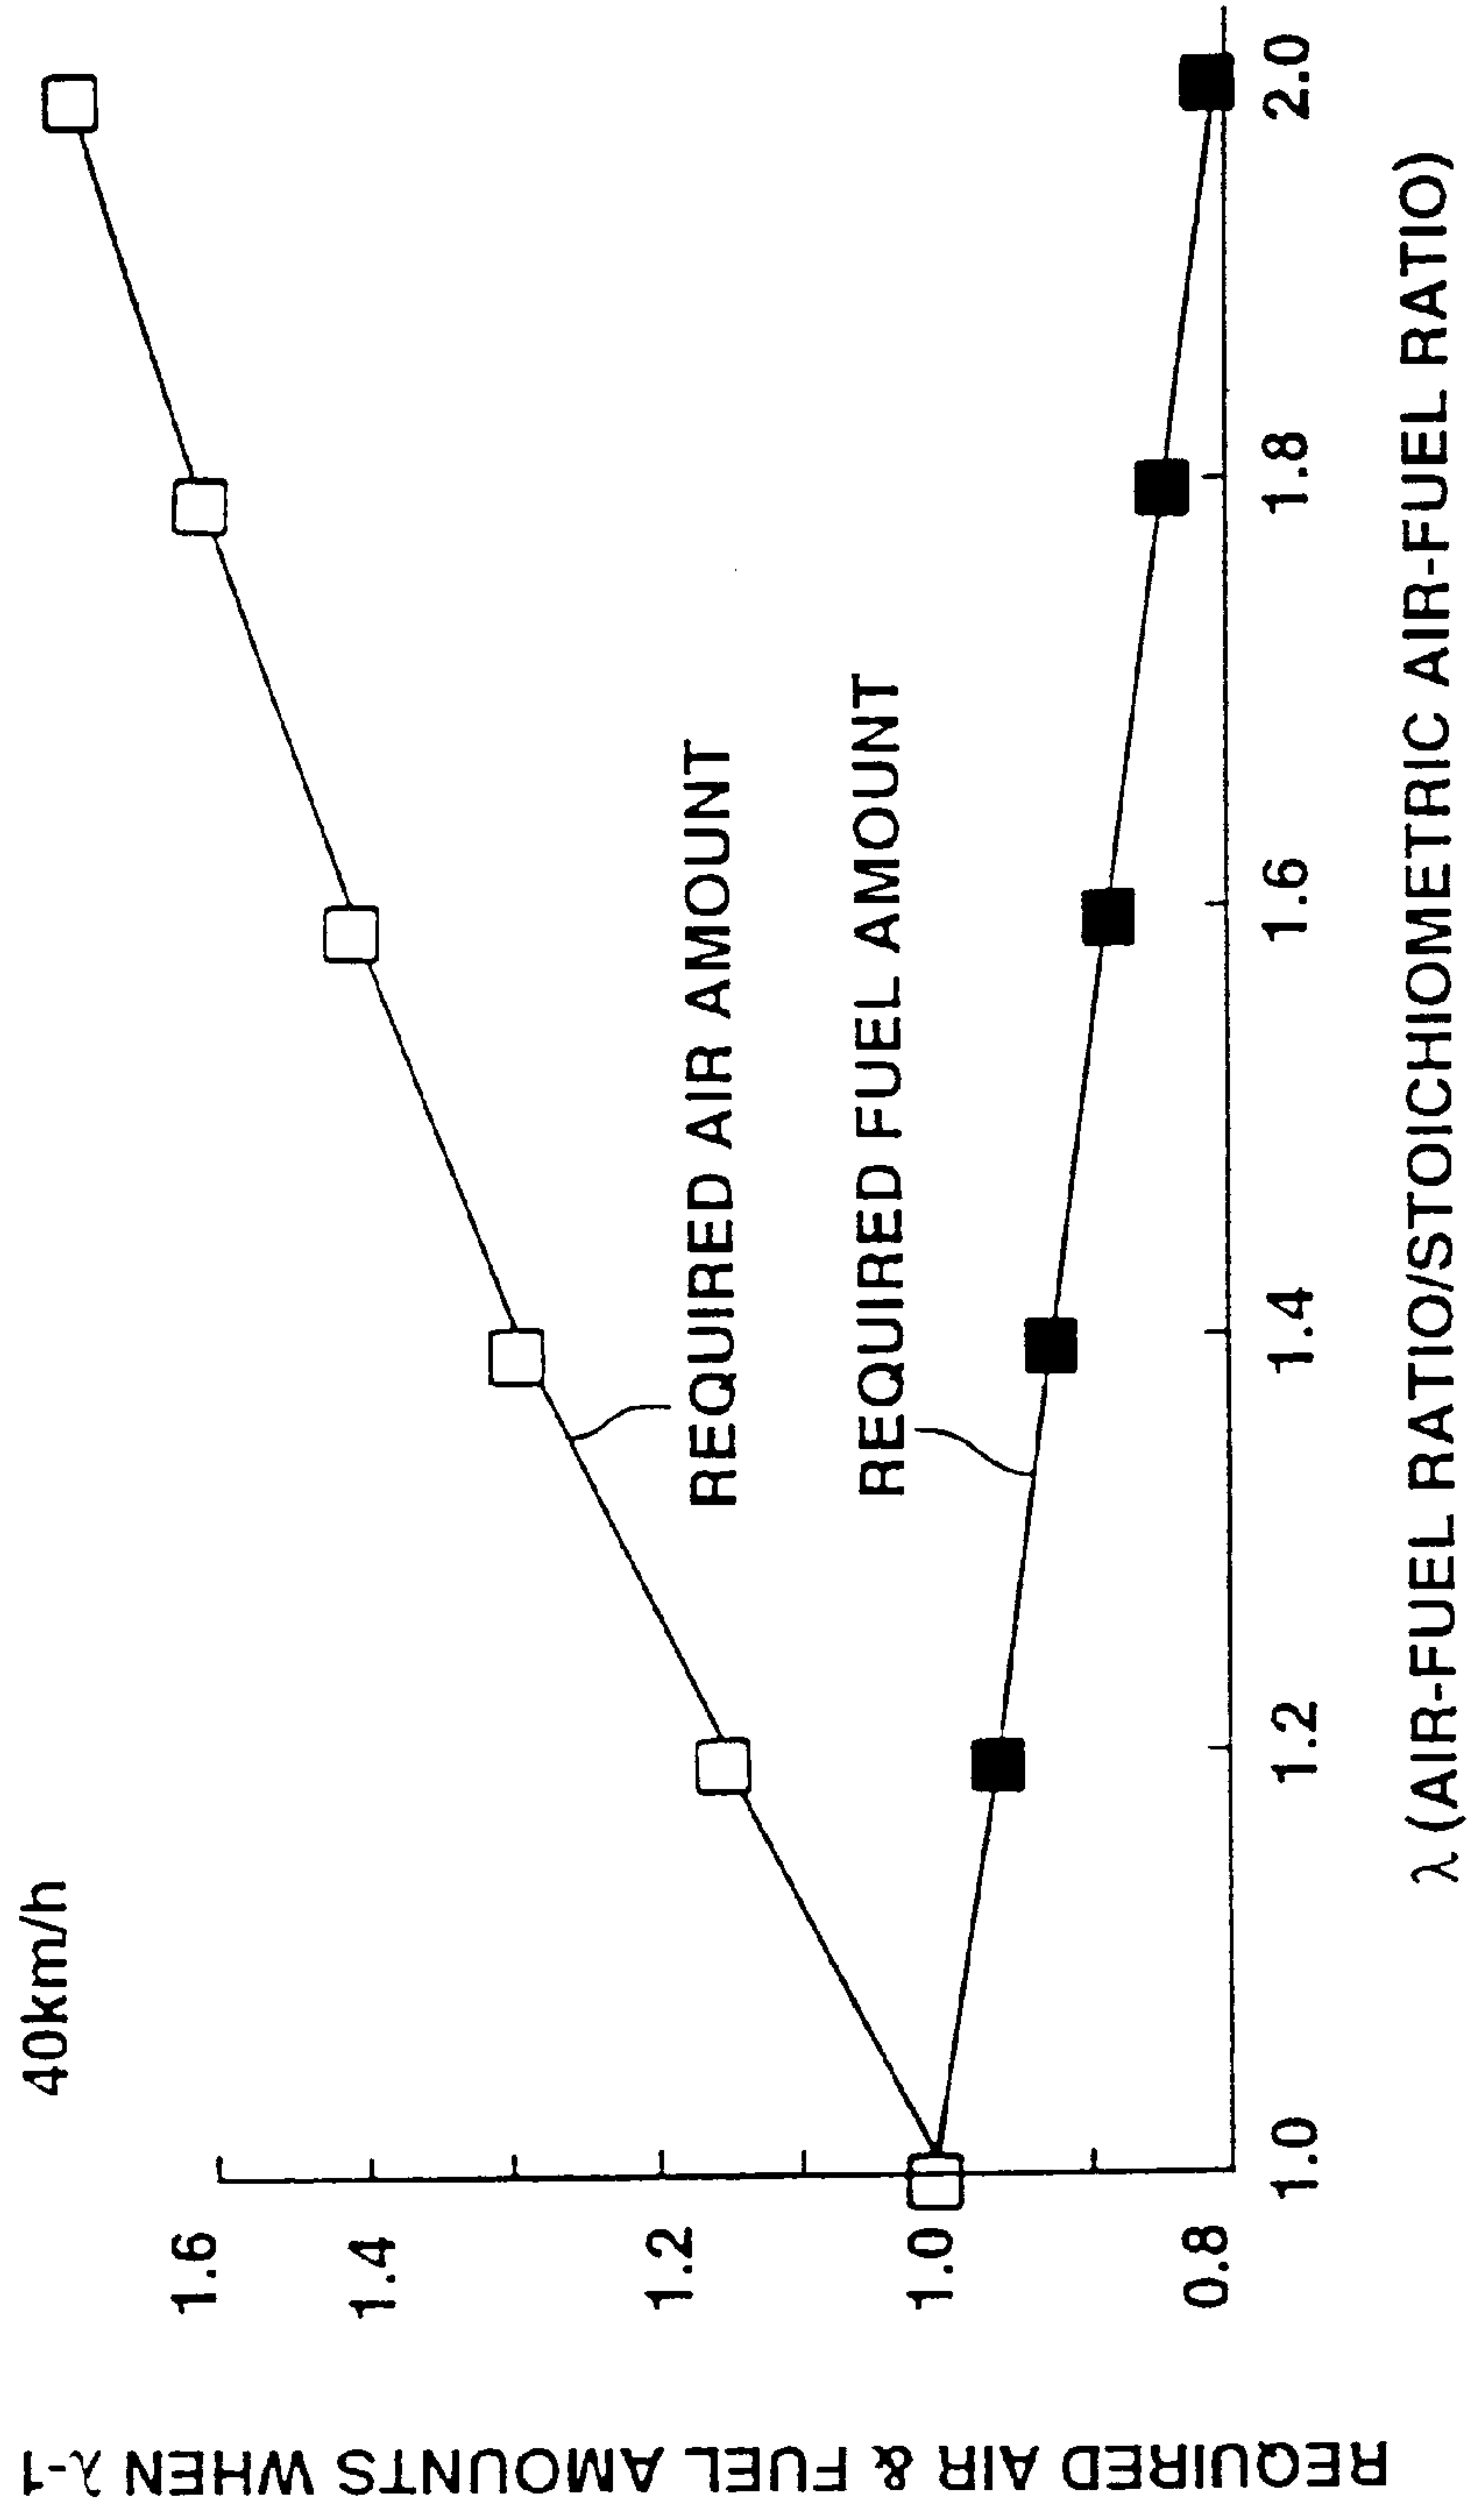 40km/h
REQUIRED AIR & FUEL AMOUNTS WHEN λ-1
1.6
1.4
1.2
1.0
0.8
REQUIRED AIR AMOUNT
REQUIRED FUEL AMOUNT
1.0
1.2
1.4
1.6
1.8
2.0
λ (AIR-FUEL RATIO/STOICHIOMETRIC AIR-FUEL RATIO)